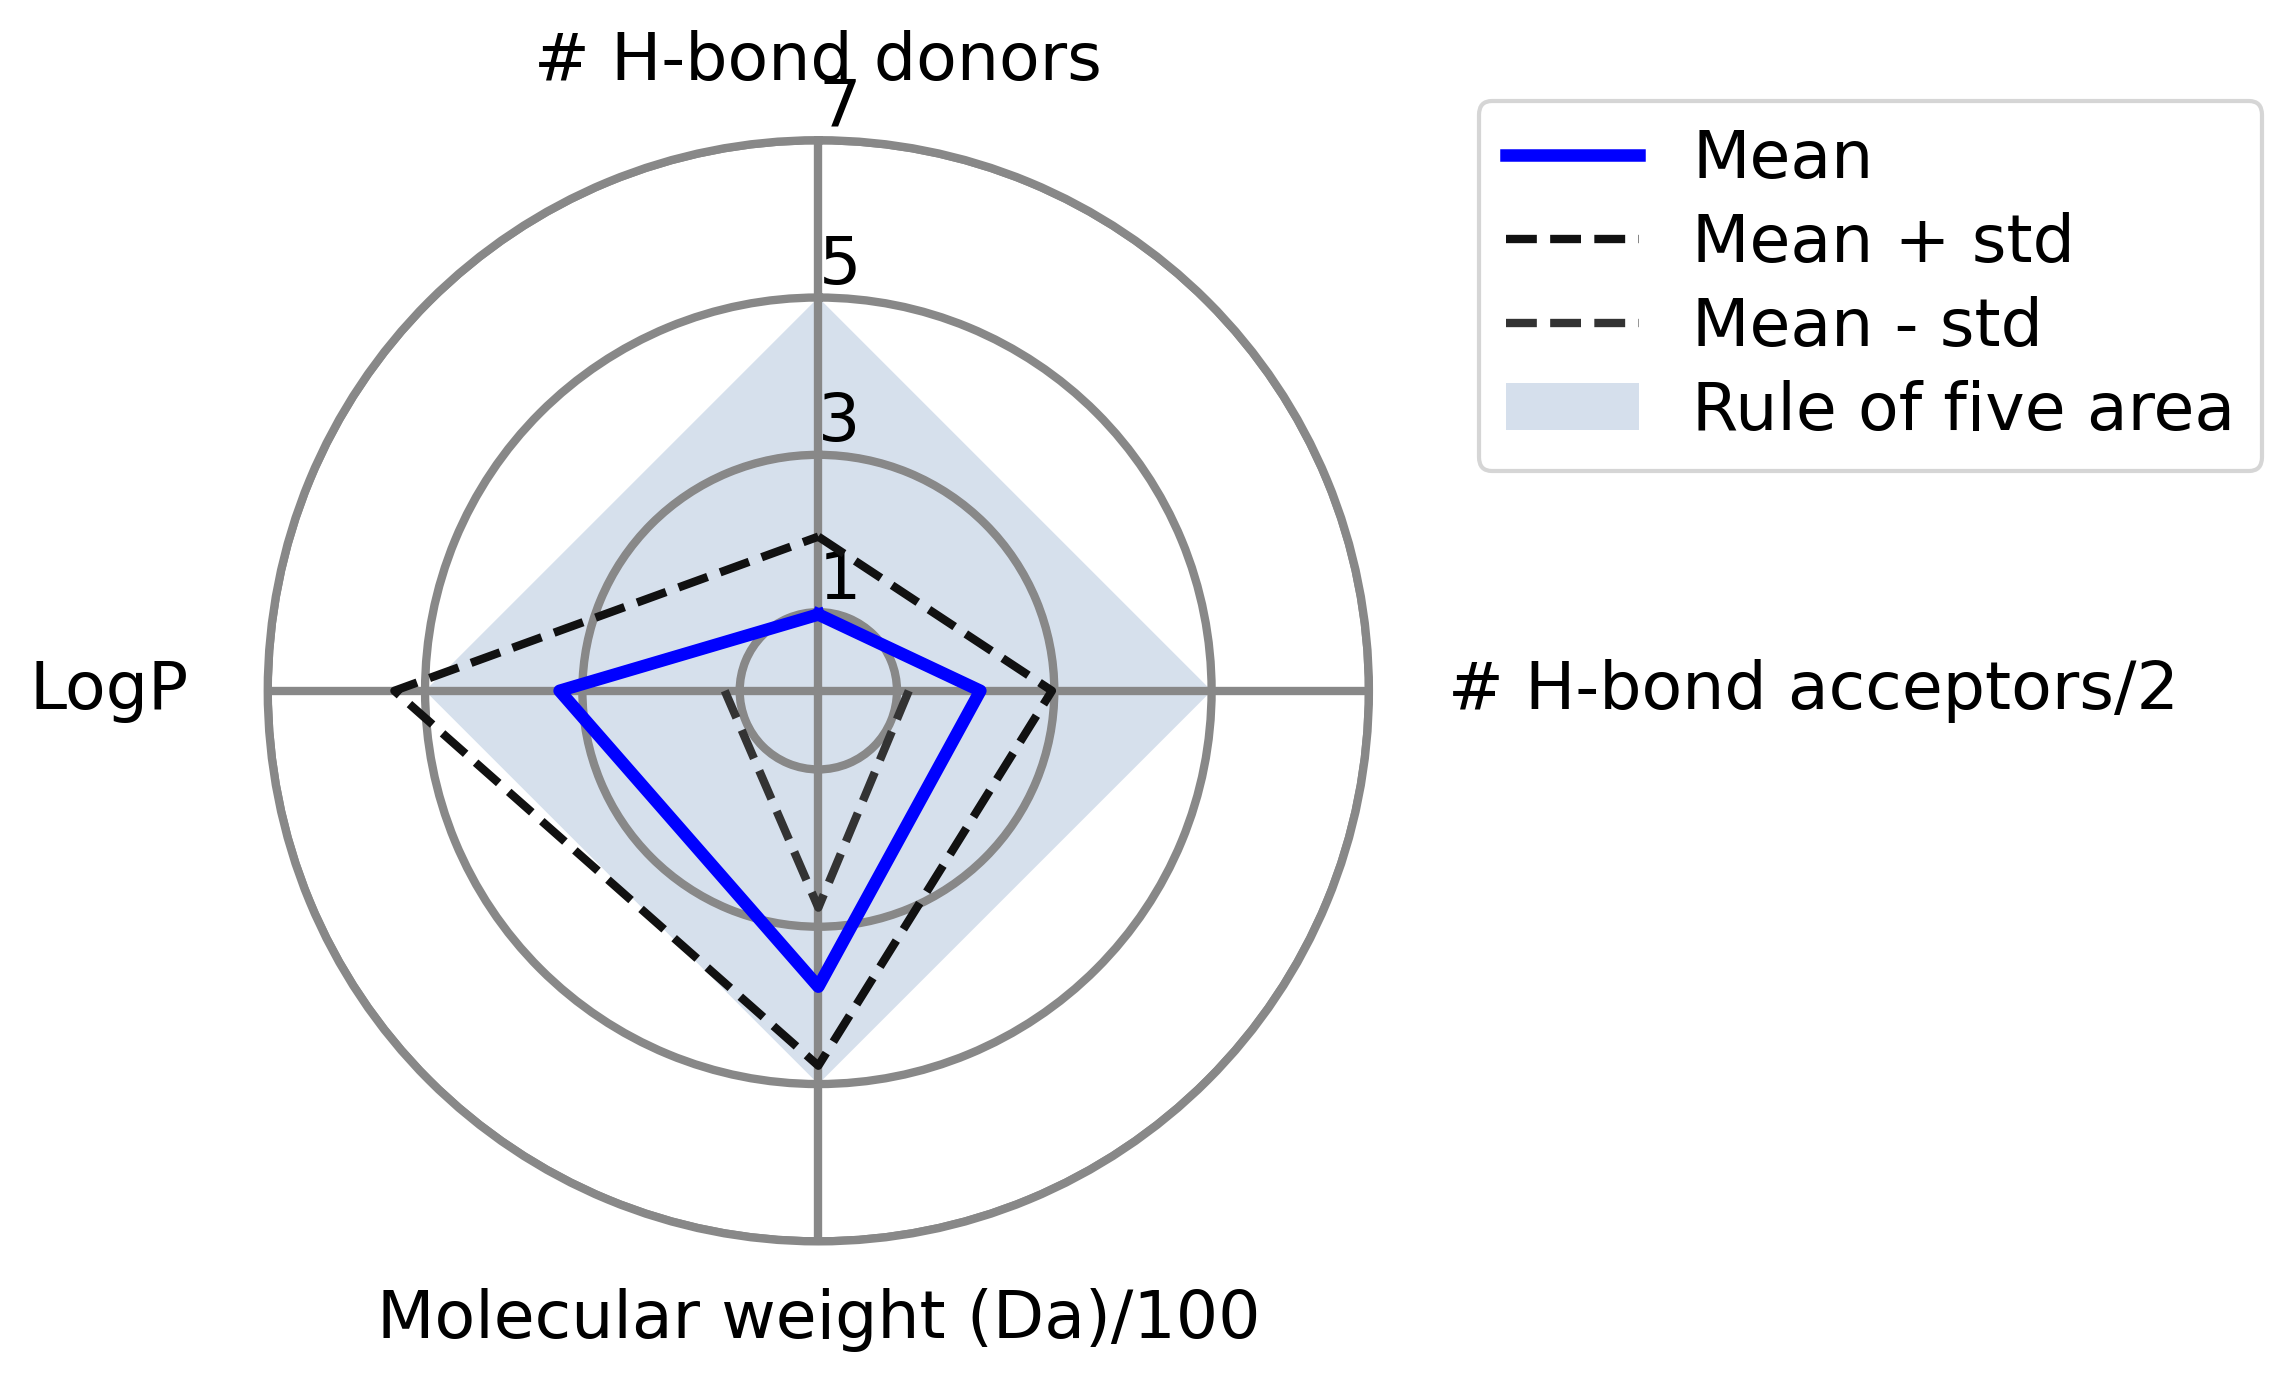 # H-bond donors
7
5
3
1
LogP
# H-bond acceptors/2
Molecular weight (Da)/100
Mean
Mean + std
Mean - std
Rule of five area